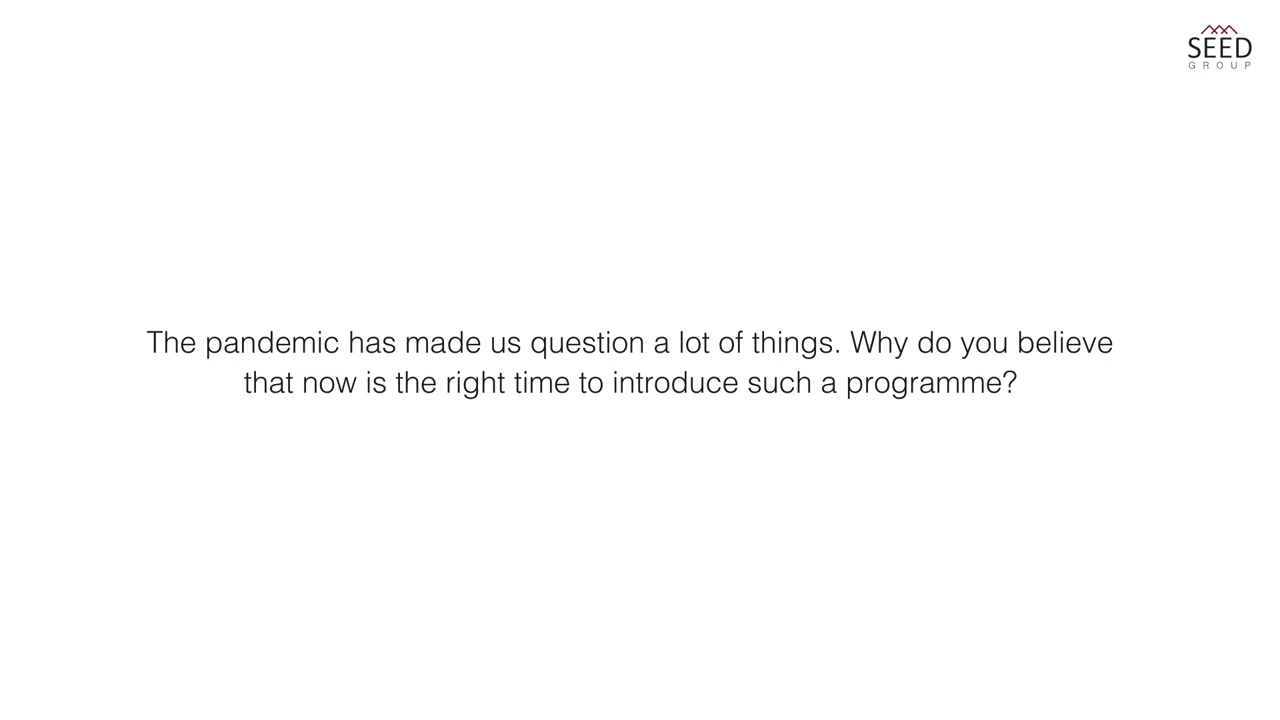 SEED
GROUP
The pandemic has made us question a lot of things. Why do you believe
that now is the right time to introduce such a programme?